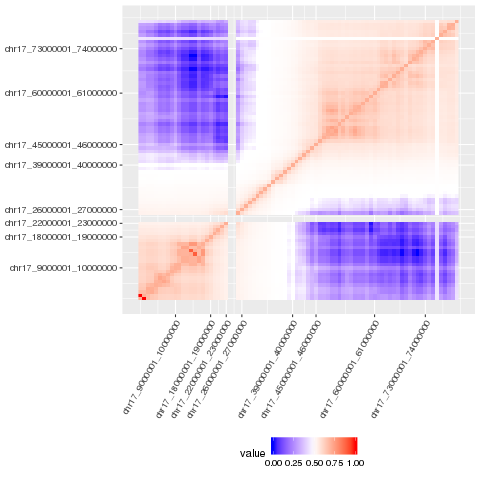 chr17_73000001_74000000
chr17_60000001_61000000
chr17_45000001_46000000
chr17_39000001_40000000
chr17_26000001_27000000
chr17_22000001_23000000
chr17_18000001_19000000
chr17_9000001_10000000
chr17_9000001_10000000
chr17_18000001_19000000
chr17_22000001_23000000
chr17_26000001_27000000
chr17_39000001_40000000
chr17_45000001_46000000
chr17_60000001_61000000
chr17_73000001_74000000
value
0.00 0.25 0.50 0.75 1.00